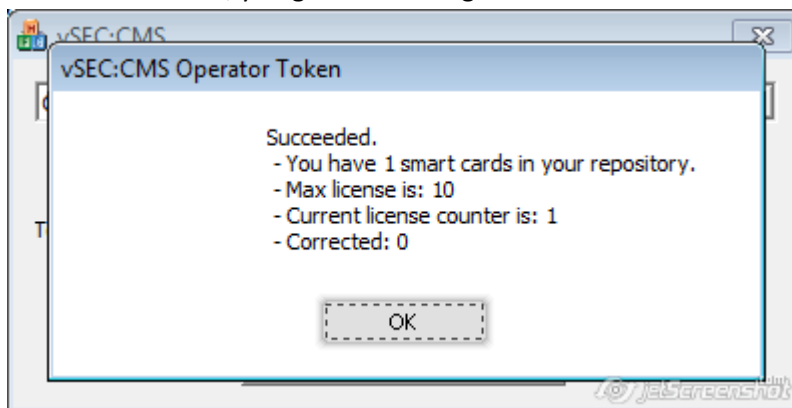 vSEC:CMS
vSEC:CMS Operator Token
Succeeded.
- You have 1 smart cards in your repository.
- Max license is: 10
- Current license counter is: 1
- Corrected: 0
OK
jetScreenshot